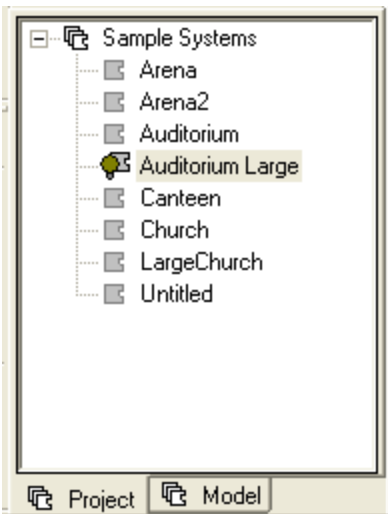 Sample Systems
Arena
Arena2
Auditorium
Auditorium Large
Canteen
Church
LargeChurch
Untitled
Project Model